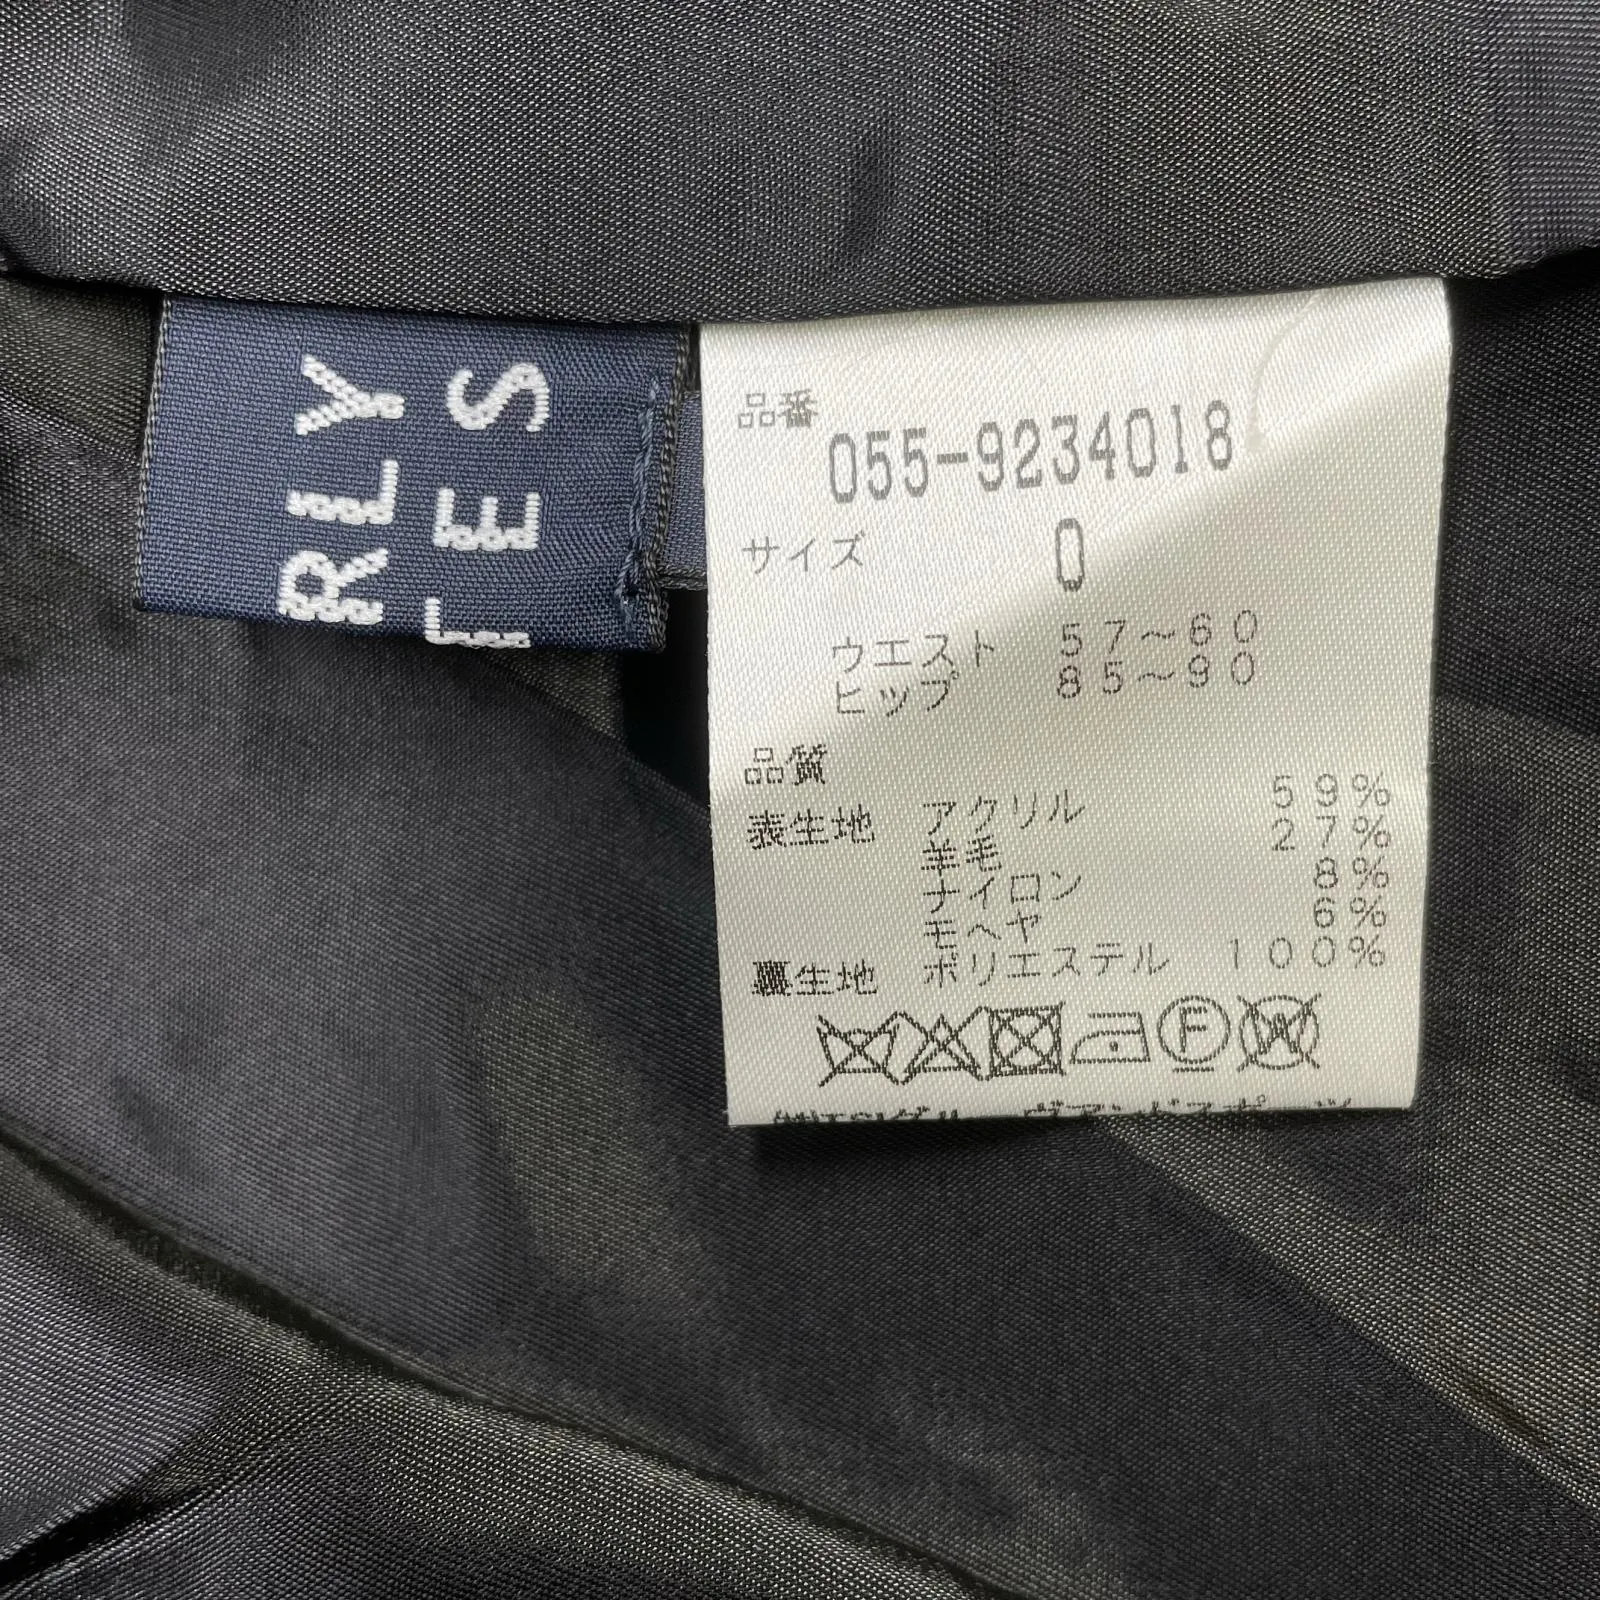 RLY
TES
品番
055-9234018
サイズ 0
ウエスト 57～60
ヒップ 85～90
品質
表生地 アクリル 59%
羊毛 27%
ナイロン 8%
モヘヤ 6%
裏生地 ポリエステル 100%
F
W